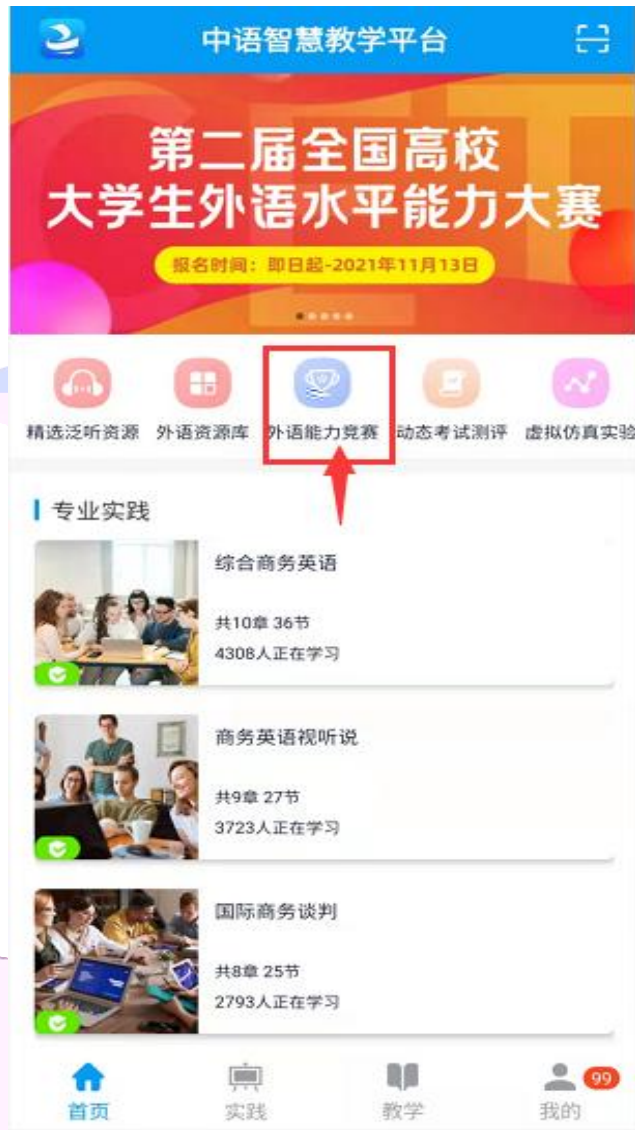 中语智慧教学平台
第二届全国高校
大学生外语水平能力大赛
报名时间：即日起-2021年11月13日
精选泛听资源 外语资源库 外语能力竞赛 动态考试测评 虚拟仿真实验
专业实践
综合商务英语
共10章 36节
4308人正在学习
商务英语视听说
共9章 27节
3723人正在学习
国际商务谈判
共8章 25节
2793人正在学习
99
首页 实践 教学 我的